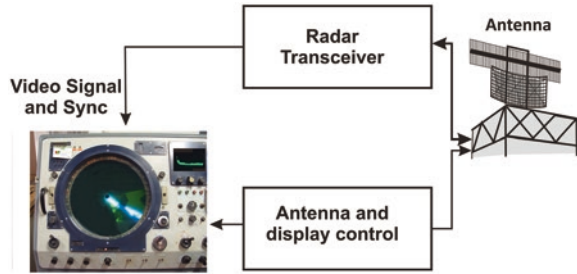 Radar
Transceiver
Antenna
Video Signal
and Sync
Antenna and
display control